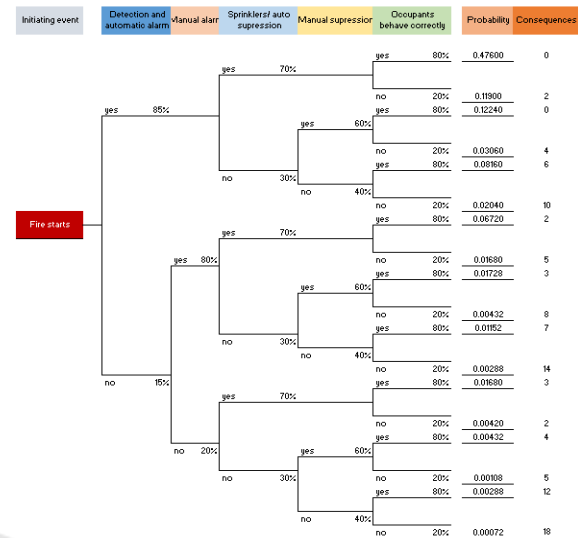 Initiating event
Detection and automatic alarm
Manual alarm
Sprinklers/ auto supression
Manual supression
Occupants behave correctly
Probability
Consequences
yes 80% 0.47600 0
yes 70%
no 20% 0.11900 2
yes 85%
yes 80% 0.12240 0
yes 60%
no 20% 0.03060 4
no 30%
yes 80% 0.08160 6
no 40%
no 20% 0.02040 10
Fire starts
yes 80% 0.06720 2
yes 70%
no 20% 0.01680 5
yes 80%
yes 80% 0.01728 3
yes 60%
no 20% 0.00432 8
no 30%
yes 80% 0.01152 7
no 40%
no 20% 0.00288 14
no 15%
yes 80% 0.01680 3
yes 70%
no 20% 0.00420 2
no 20%
yes 80% 0.00432 4
yes 60%
no 20% 0.00108 5
no 30%
yes 80% 0.00288 12
no 40%
no 20% 0.00072 18